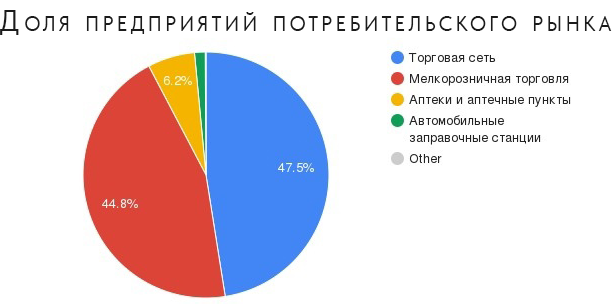 Доля предприятий потребительского рынка
Торговая сеть
Мелкорозничная торговля
Аптеки и аптечные пункты
Автомобильные
заправочные станции
Other
6.2%
47.5%
44.8%